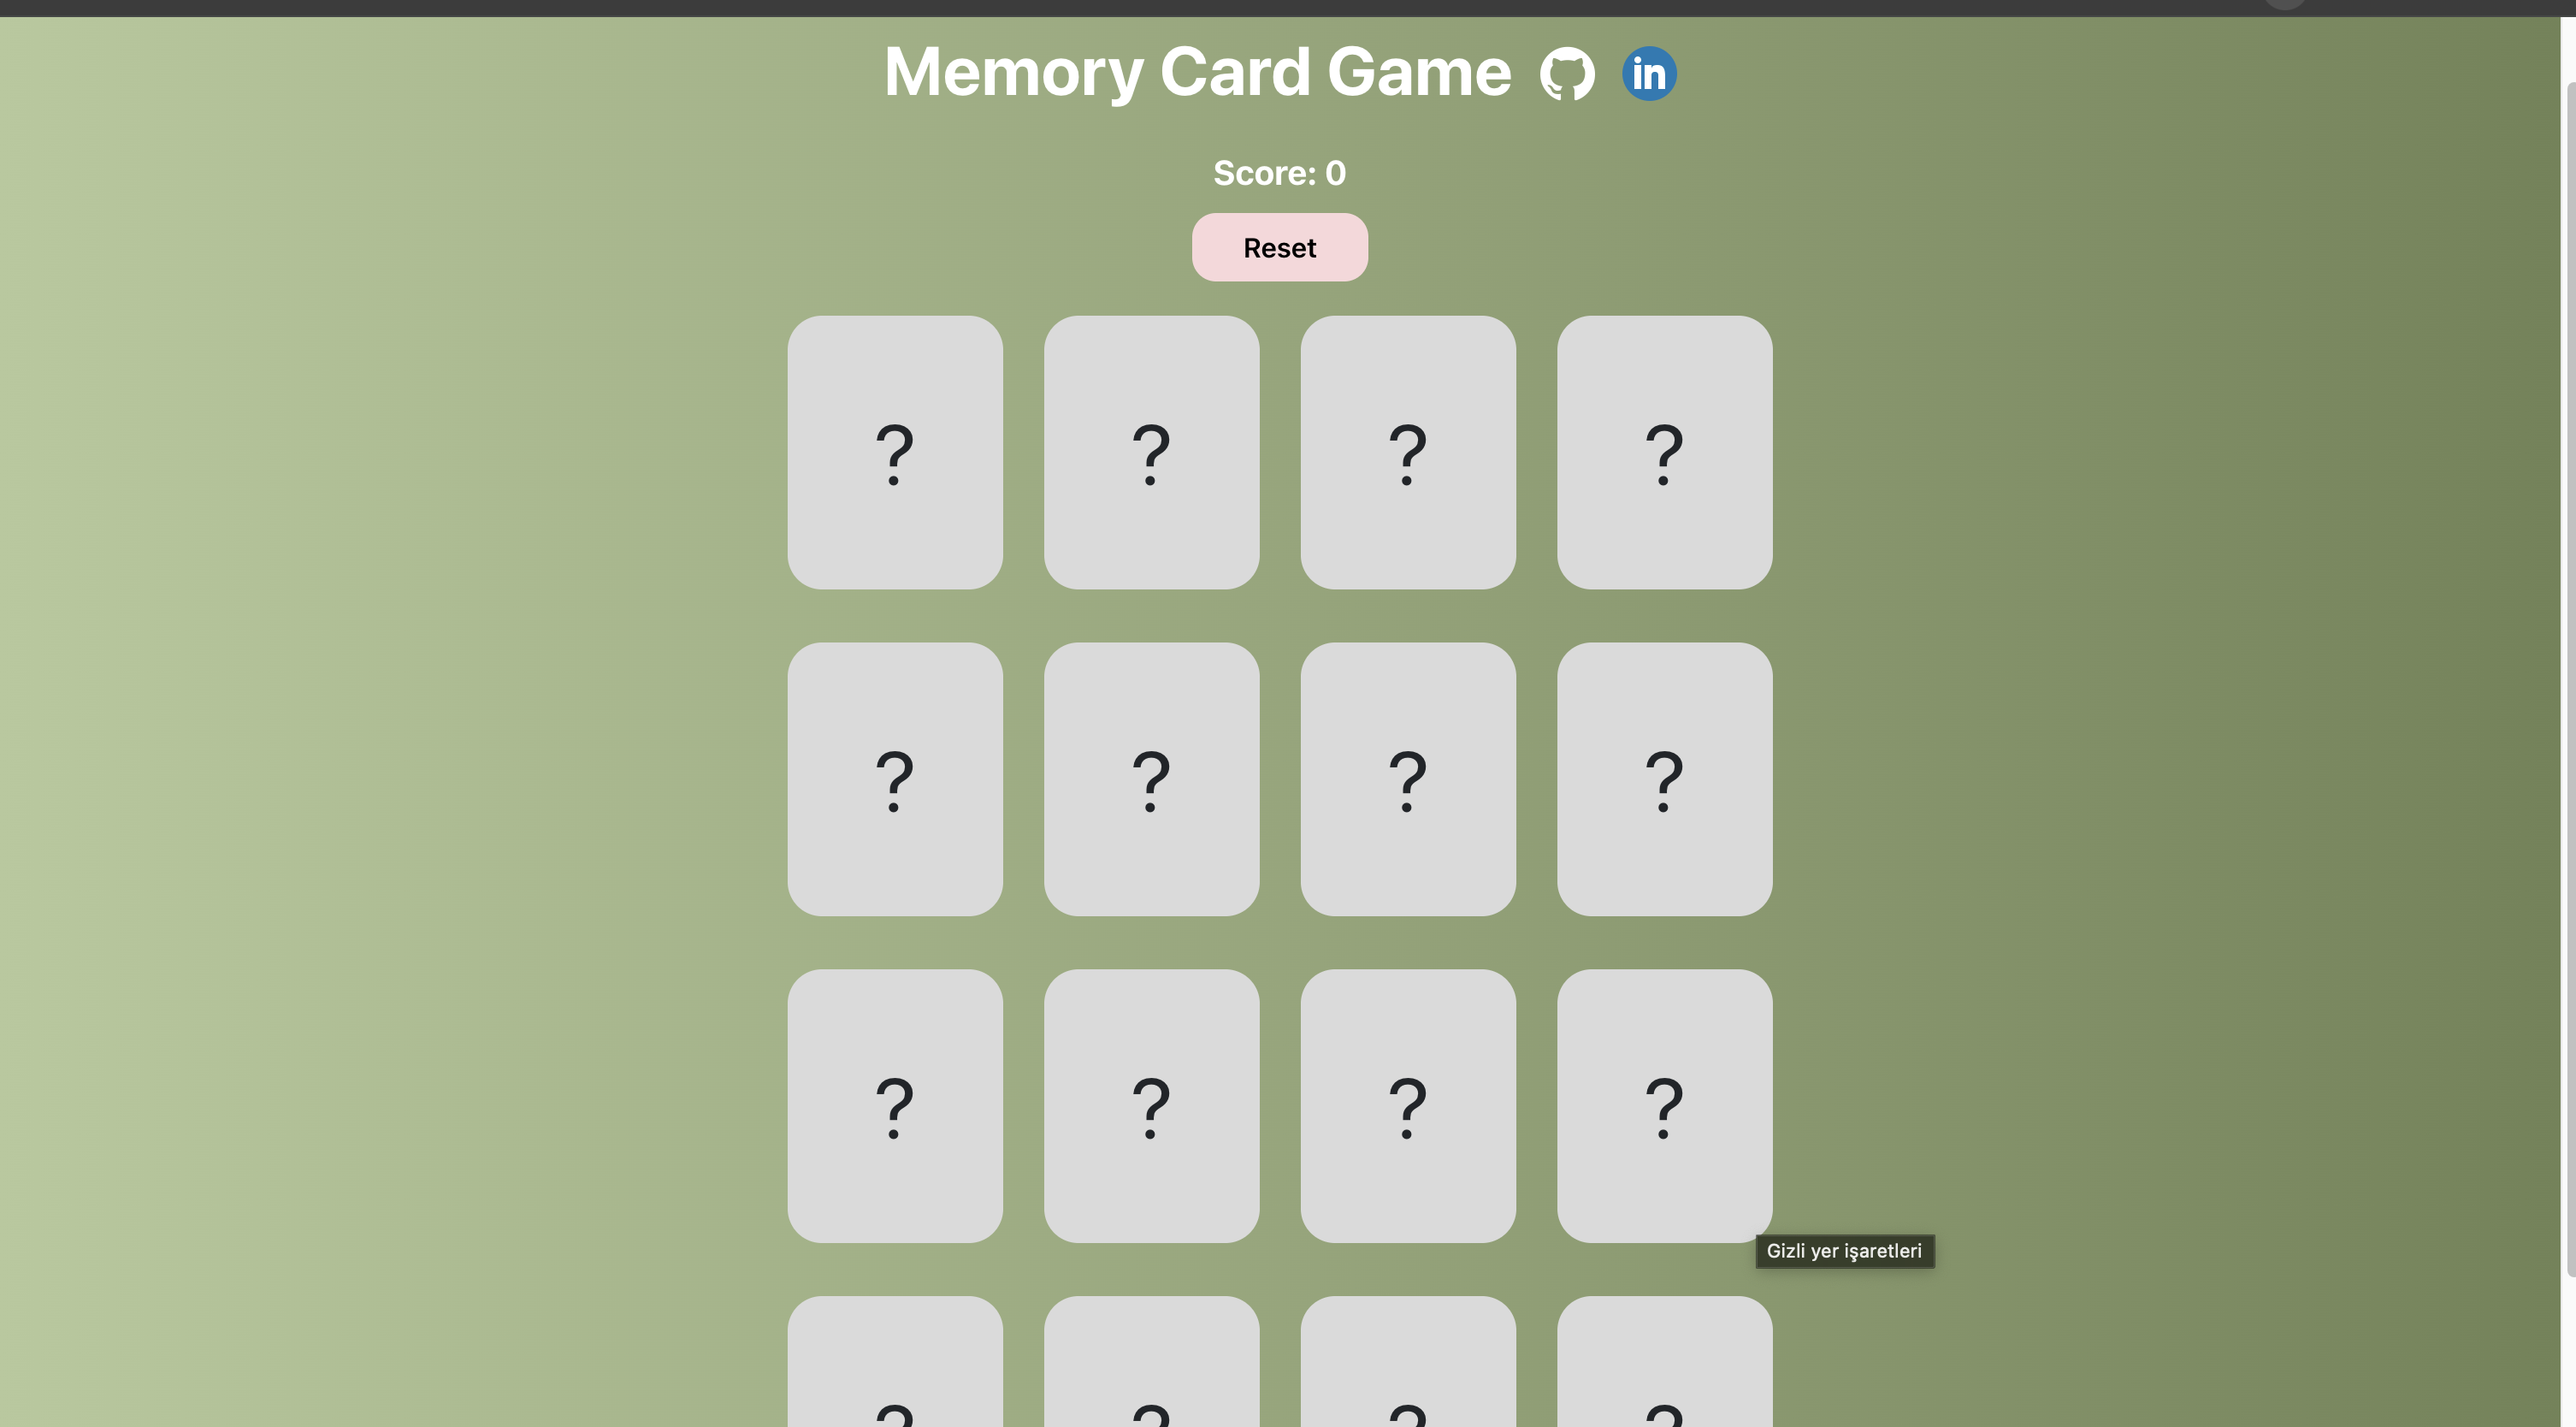 Memory Card Game in
Score: 0
Reset
? ? ? ?
? ? ? ?
? ? ? ?
Gizli yer işaretleri
? ? ? ?